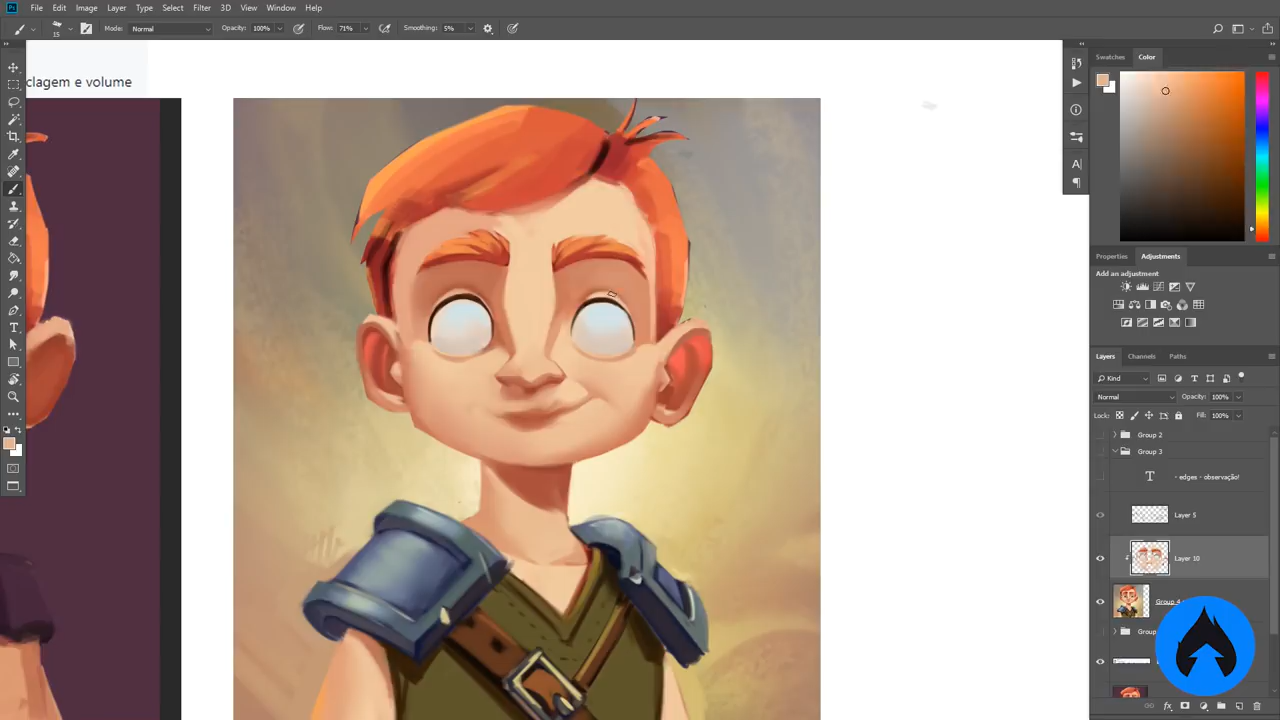 Ps File Edit Image Layer Type Select Filter 3D View Window Help
15 Mode: Normal Opacity: 100% Flow: 71% Smoothing: 5%
clagem e volume
Swatches Color
A|
Properties Adjustments
Add an adjustment
Layers Channels Paths
Kind
Normal Opacity: 100%
Lock: Fill: 100%
Group 2
Group 3
T - edges - observação!
Layer 5
Layer 10
Group 4
Group